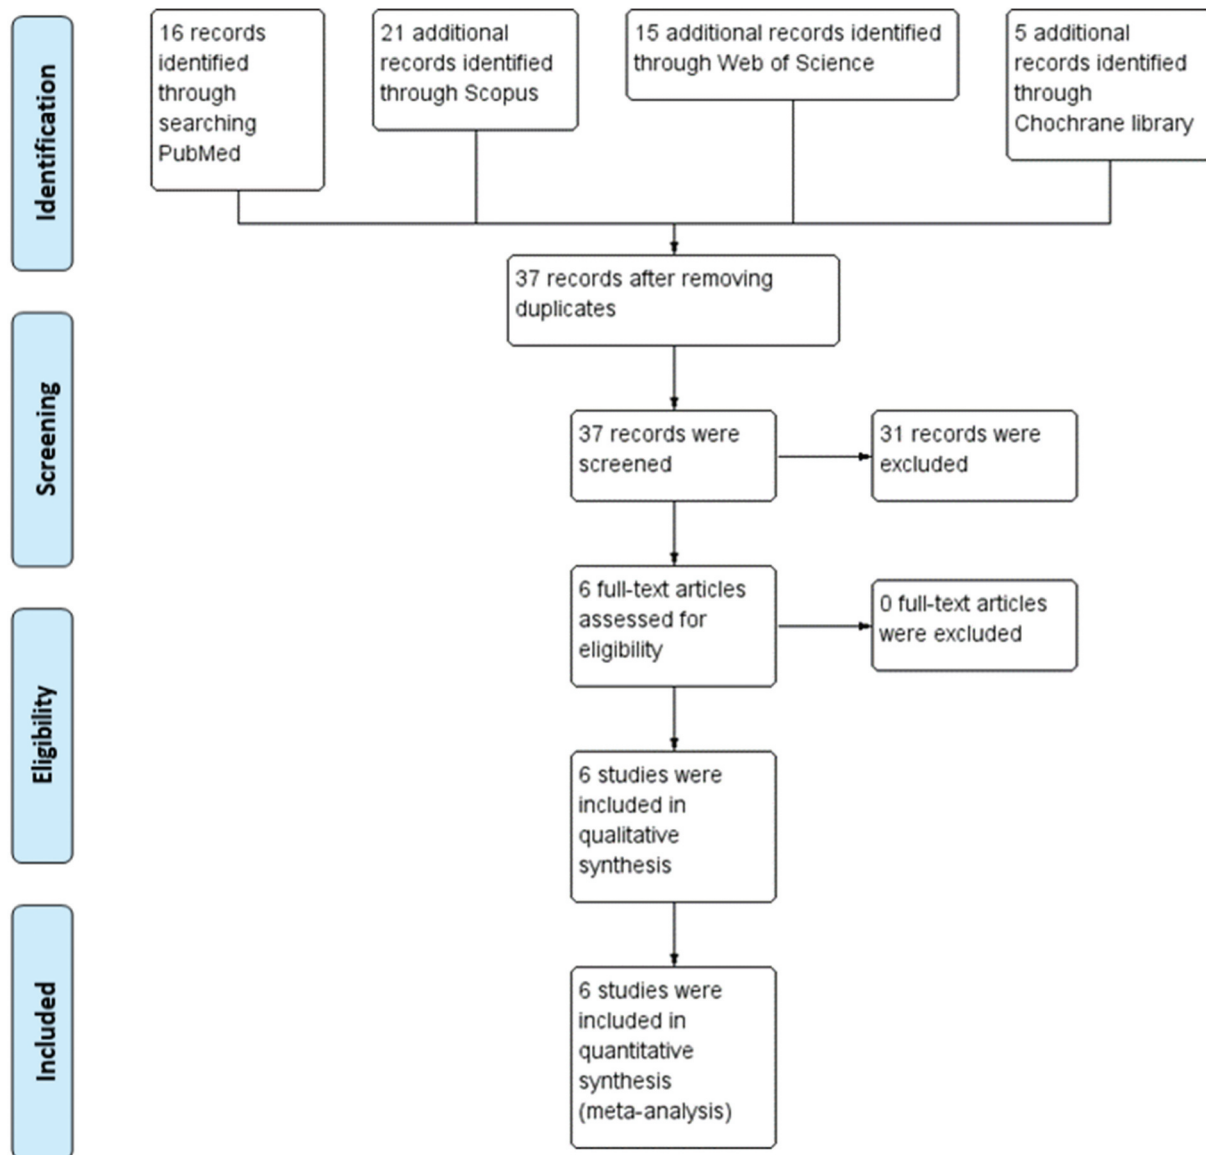 Identification
16 records
identified
through
searching
PubMed
21 additional
records identified
through Scopus
15 additional records identified
through Web of Science
5 additional
records identified
through
Chochrane library
37 records after removing
duplicates
Screening
37 records were
screened
31 records were
excluded
Eligibility
6 full-text articles
assessed for
eligibility
0 full-text articles
were excluded
6 studies were
included in
qualitative
synthesis
Included
6 studies were
included in
quantitative
synthesis
(meta-analysis)